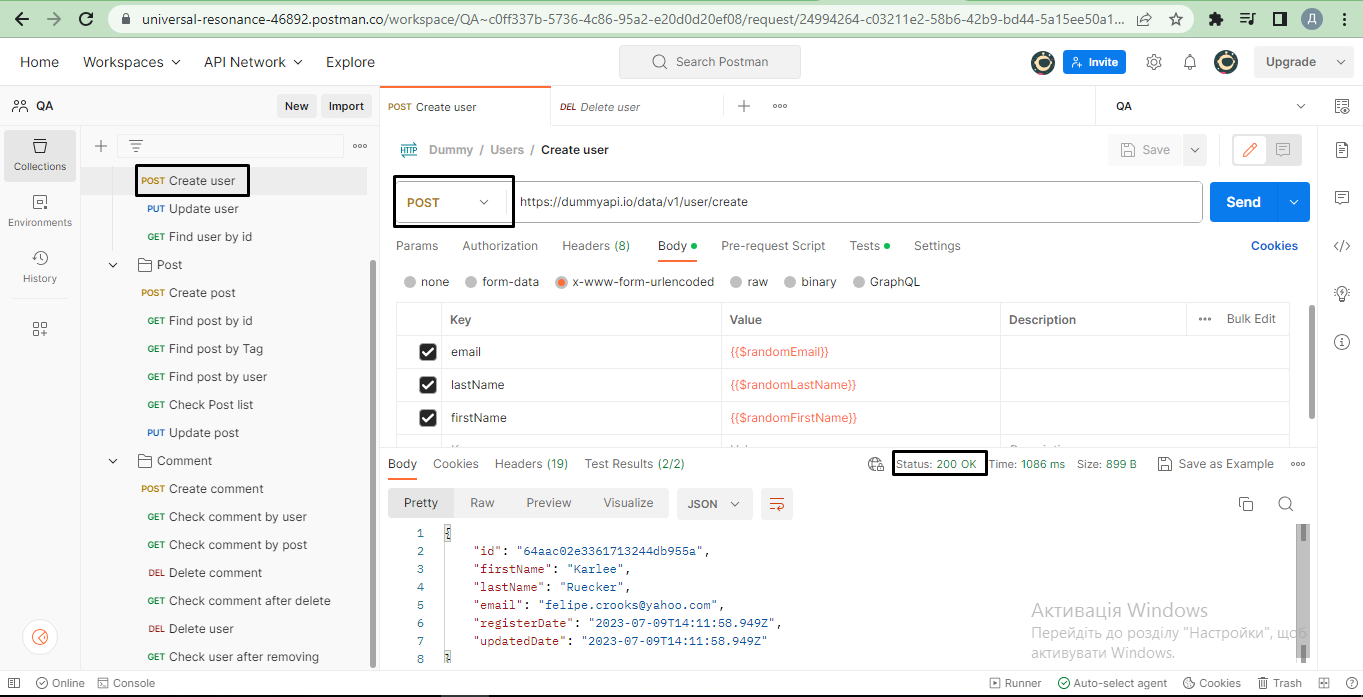 universal-resonance-46892.postman.co/workspace/QA~c0ff337b-5736-4c86-95a2-e20d0d20ef08/request/24994264-c03211e2-58b6-42b9-bd44-5a15ee50a1...
Д
Home Workspaces API Network Explore Search Postman Invite Upgrade
QA New Import POST Create user DEL Delete user QA
Collections
Environments
History
POST Create user
PUT Update user
GET Find user by id
Post
POST Create post
GET Find post by id
GET Find post by Tag
GET Find post by user
GET Check Post list
PUT Update post
Comment
POST Create comment
GET Check comment by user
GET Check comment by post
DEL Delete comment
GET Check comment after delete
DEL Delete user
GET Check user after removing
HTTP Dummy / Users / Create user Save
POST https://dummyapi.io/data/v1/user/create Send
Params Authorization Headers (8) Body Pre-request Script Tests Settings Cookies
none form-data x-www-form-urlencoded raw binary GraphQL
Key Value Description Bulk Edit
email {{$randomEmail}}
lastName {{$randomLastName}}
firstName {{$randomFirstName}}
Body Cookies Headers (19) Test Results (2/2) Status: 200 OK Time: 1086 ms Size: 899 B Save as Example
Pretty Raw Preview Visualize JSON
1 {
2 "id": "64aac02e3361713244db955a",
3 "firstName": "Karlee",
4 "lastName": "Ruecker",
5 "email": "felipe.crooks@yahoo.com",
6 "registerDate": "2023-07-09T14:11:58.949Z",
7 "updatedDate": "2023-07-09T14:11:58.949Z"
8 }
Активація Windows
Перейдіть до розділу "Настройки", щоб
активувати Windows.
Online Console Runner Auto-select agent Cookies Trash